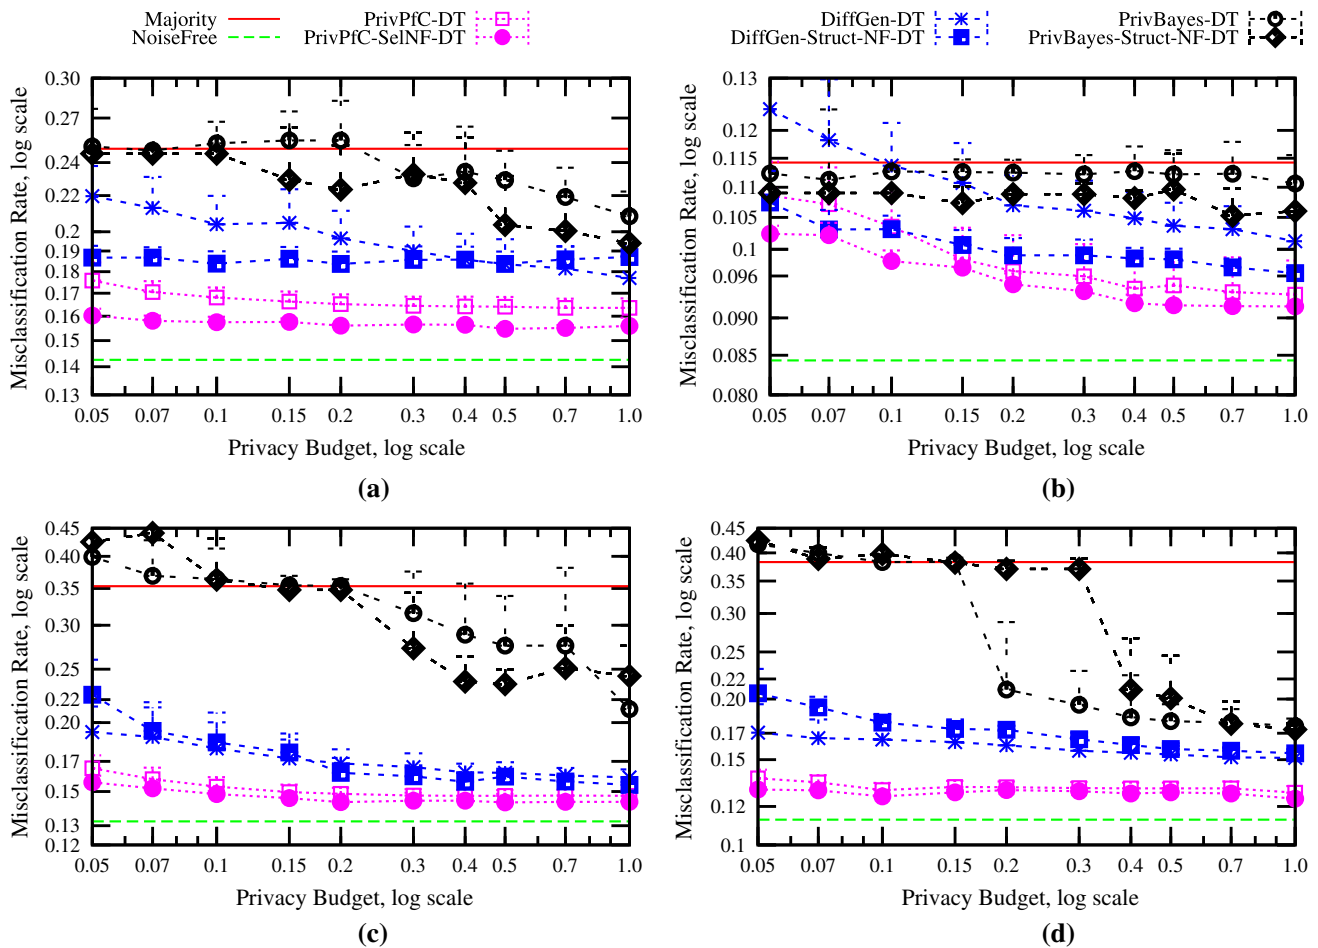 Majority
NoiseFree
PrivPfC-DT
PrivPfC-SelNF-DT
DiffGen-DT
DiffGen-Struct-NF-DT
PrivBayes-DT
PrivBayes-Struct-NF-DT
Misclassification Rate, log scale
0.30
0.27
0.24
0.22
0.2
0.19
0.18
0.17
0.16
0.15
0.14
0.13
0.05 0.07 0.1 0.15 0.2 0.3 0.4 0.5 0.7 1.0
Privacy Budget, log scale
(a)
Misclassification Rate, log scale
0.13
0.12
0.115
0.11
0.105
0.1
0.096
0.090
0.085
0.080
0.05 0.07 0.1 0.15 0.2 0.3 0.4 0.5 0.7 1.0
Privacy Budget, log scale
(b)
Misclassification Rate, log scale
0.45
0.40
0.35
0.30
0.25
0.22
0.20
0.17
0.15
0.13
0.12
0.05 0.07 0.1 0.15 0.2 0.3 0.4 0.5 0.7 1.0
Privacy Budget, log scale
(c)
Misclassification Rate, log scale
0.45
0.40
0.35
0.30
0.25
0.22
0.20
0.17
0.15
0.12
0.1
0.05 0.07 0.1 0.15 0.2 0.3 0.4 0.5 0.7 1.0
Privacy Budget, log scale
(d)